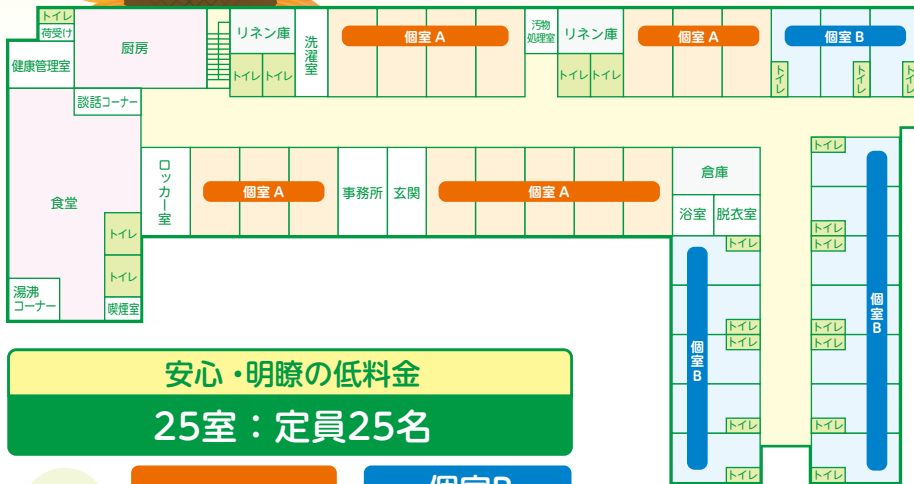 トイレ
荷受け
健康管理室
厨房
リネン庫
トイレ
トイレ
洗濯室
個室 A
汚物
処理室
リネン庫
トイレ
トイレ
個室 A
個室 B
トイレ
トイレ
トイレ
談話コーナー
食堂
トイレ
トイレ
湯沸
コーナー
喫煙室
ロッカー室
個室 A
事務所
玄関
個室 A
倉庫
浴室
脱衣室
トイレ
トイレ
トイレ
トイレ
トイレ
個室B
トイレ
トイレ
トイレ
トイレ
トイレ
トイレ
トイレ
個室B
安心・明瞭の低料金
25室：定員25名
個室B